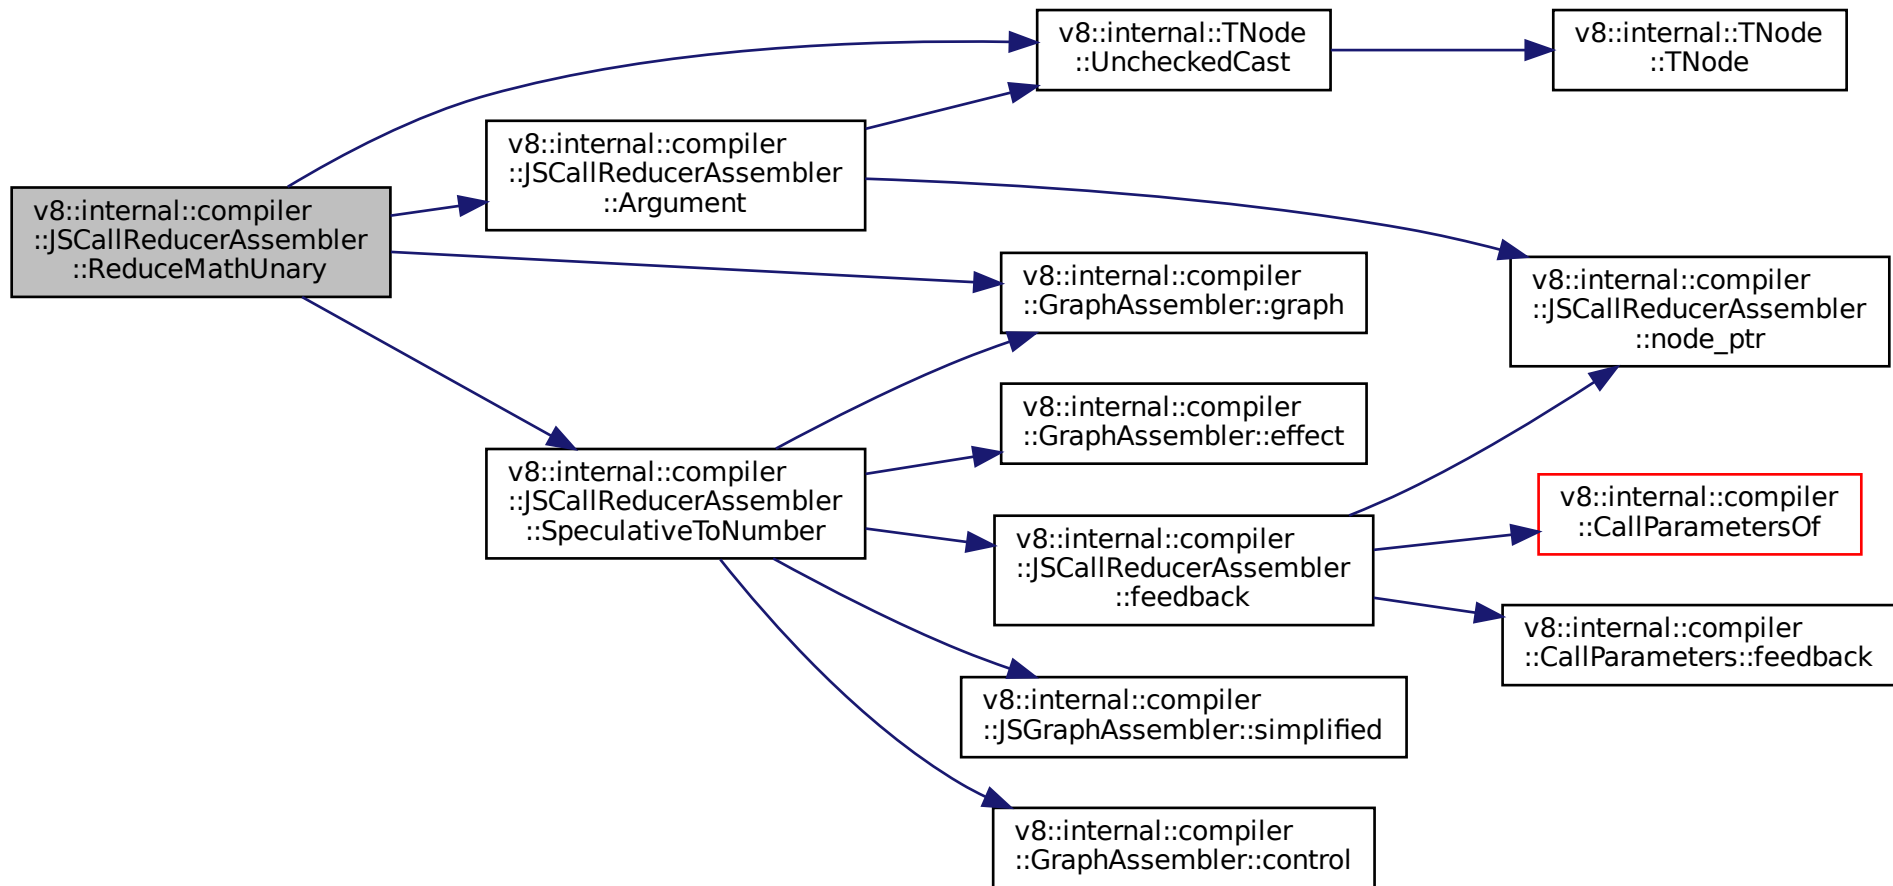 v8::internal::compiler
::JSCallReducerAssembler
::ReduceMathUnary
v8::internal::TNode
::UncheckedCast
v8::internal::TNode
::TNode
v8::internal::compiler
::JSCallReducerAssembler
::Argument
v8::internal::compiler
::JSCallReducerAssembler
::node_ptr
v8::internal::compiler
::GraphAssembler::graph
v8::internal::compiler
::JSCallReducerAssembler
::SpeculativeToNumber
v8::internal::compiler
::GraphAssembler::effect
v8::internal::compiler
::JSCallReducerAssembler
::feedback
v8::internal::compiler
::CallParametersOf
v8::internal::compiler
::CallParameters::feedback
v8::internal::compiler
::JSGraphAssembler::simplified
v8::internal::compiler
::GraphAssembler::control